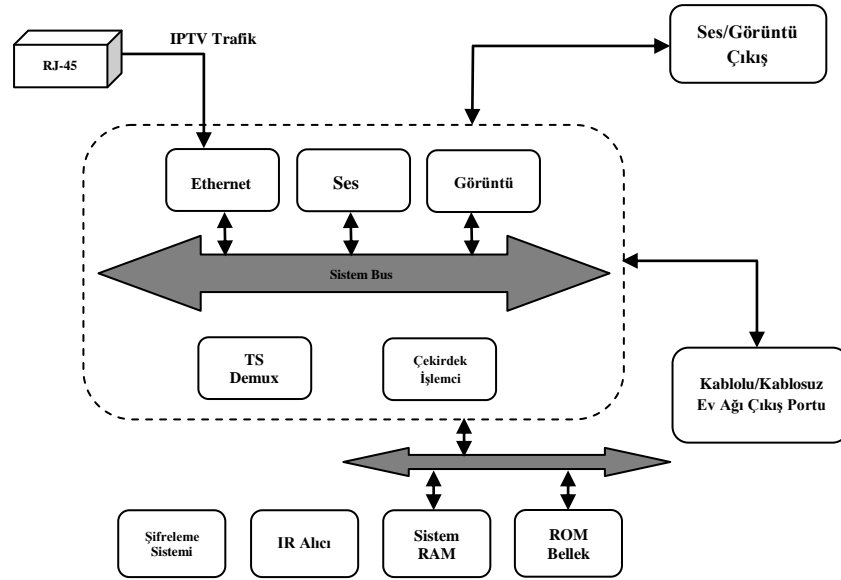 IPTV Trafik
RJ-45
Ses/Görüntü
Çıkış
Ethernet
Ses
Görüntü
Sistem Bus
TS
Demux
Çekirdek
İşlemci
Kablolu/Kablosuz
Ev Ağı Çıkış Portu
Şifreleme
Sistemi
IR Alıcı
Sistem
RAM
ROM
Bellek